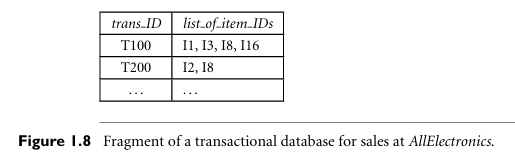 trans_ID list_of_item_IDs
T100 I1, I3, I8, I16
T200 I2, I8
... ...
Figure 1.8 Fragment of a transactional database for sales at AllElectronics.